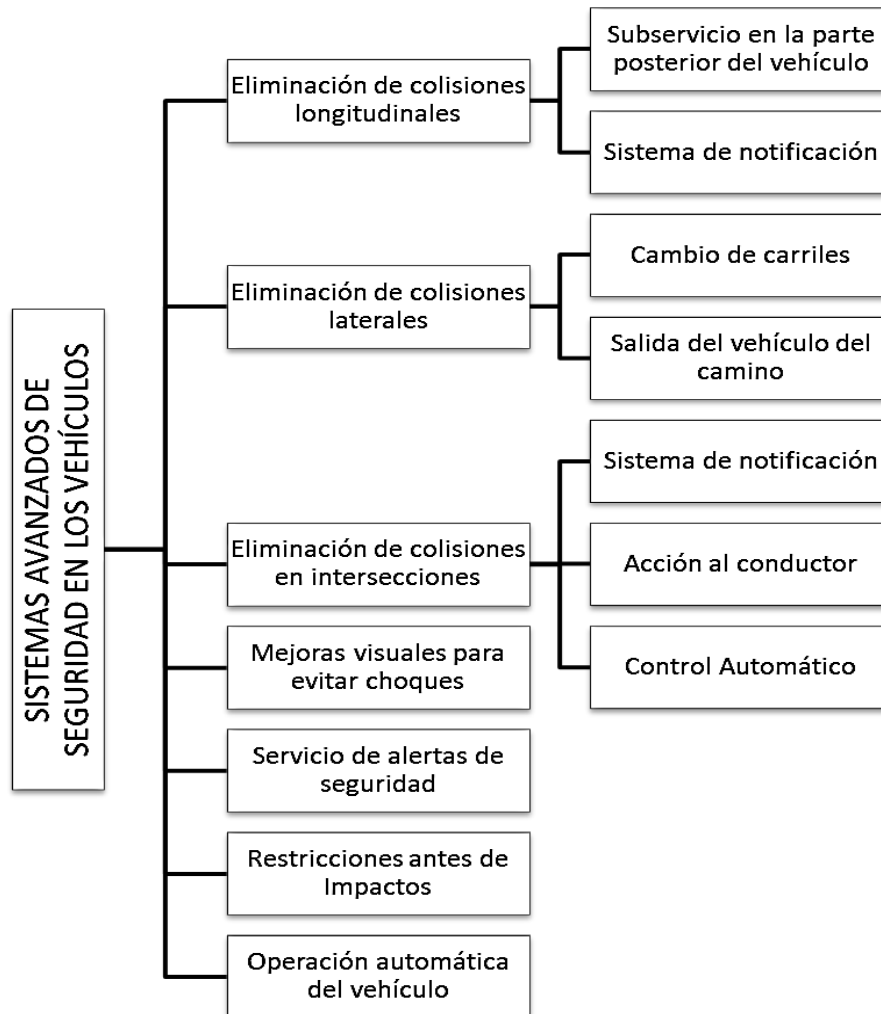 SISTEMAS AVANZADOS DE
SEGURIDAD EN LOS VEHÍCULOS
Eliminación de colisiones
longitudinales
Subservicio en la parte
posterior del vehículo
Sistema de notificación
Eliminación de colisiones
laterales
Cambio de carriles
Salida del vehículo del
camino
Eliminación de colisiones
en intersecciones
Sistema de notificación
Acción al conductor
Control Automático
Mejoras visuales para
evitar choques
Servicio de alertas de
seguridad
Restricciones antes de
Impactos
Operación automática
del vehículo